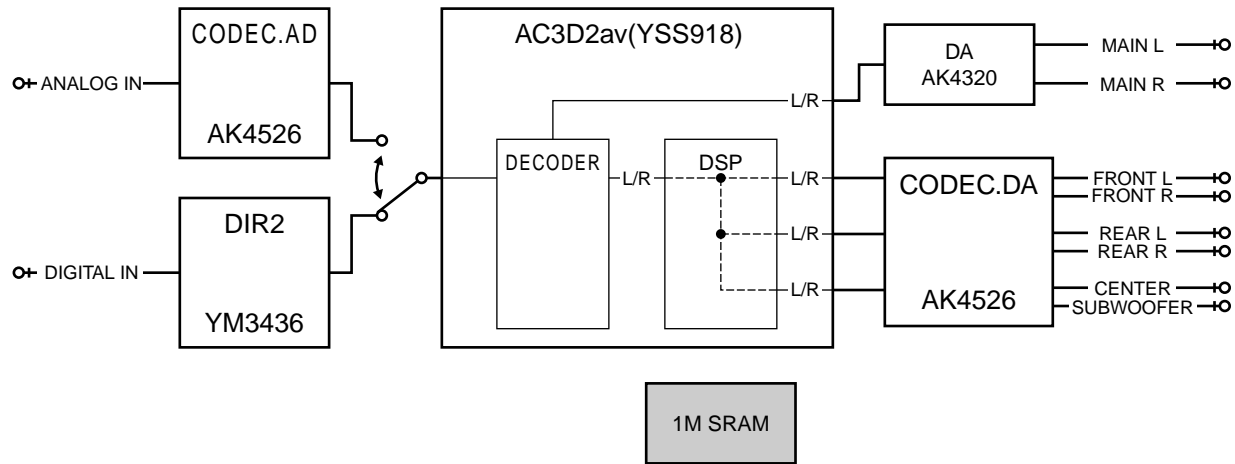 CODEC.AD
AK4526
ANALOG IN
DIR2
YM3436
DIGITAL IN
AC3D2av(YSS918)
DECODER
L/R
DSP
L/R
L/R
L/R
L/R
DA
AK4320
MAIN L
MAIN R
CODEC.DA
AK4526
FRONT L
FRONT R
REAR L
REAR R
CENTER
SUBWOOFER
1M SRAM